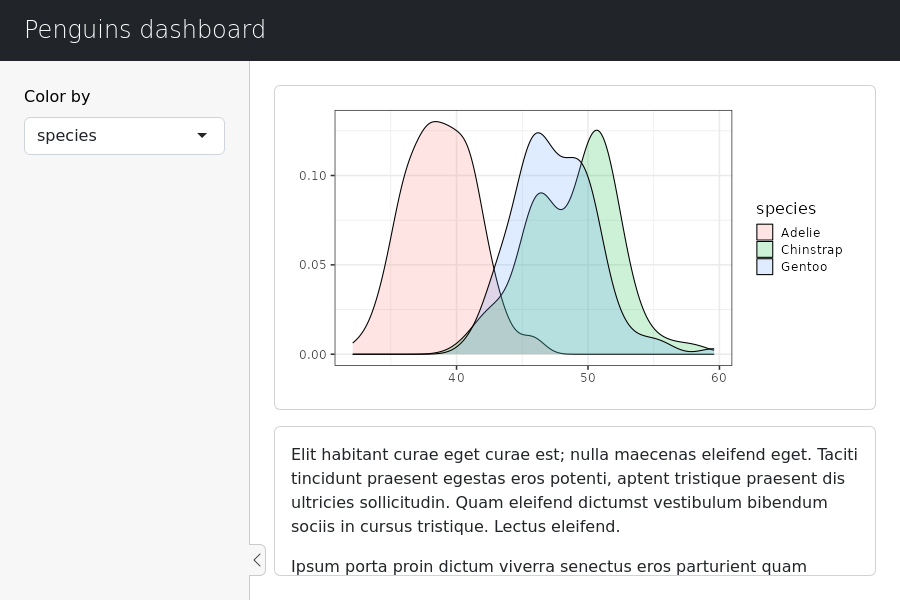 Penguins dashboard
Color by
species
0.10
0.05
0.00
40 50 60
species
Adelie
Chinstrap
Gentoo
Elit habitant curae eget curae est; nulla maecenas eleifend eget. Taciti
tincidunt praesent egestas eros potenti, aptent tristique praesent dis
ultricies sollicitudin. Quam eleifend dictumst vestibulum bibendum
sociis in cursus tristique. Lectus eleifend.
Ipsum porta proin dictum viverra senectus eros parturient quam